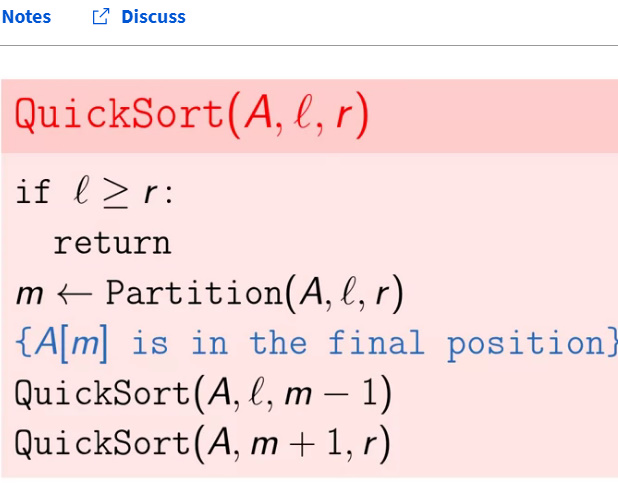 Notes Discuss
QuickSort(A, ℓ, r)
if ℓ ≥ r:
return
m ← Partition(A, ℓ, r)
{A[m] is in the final position}
QuickSort(A, ℓ, m − 1)
QuickSort(A, m + 1, r)